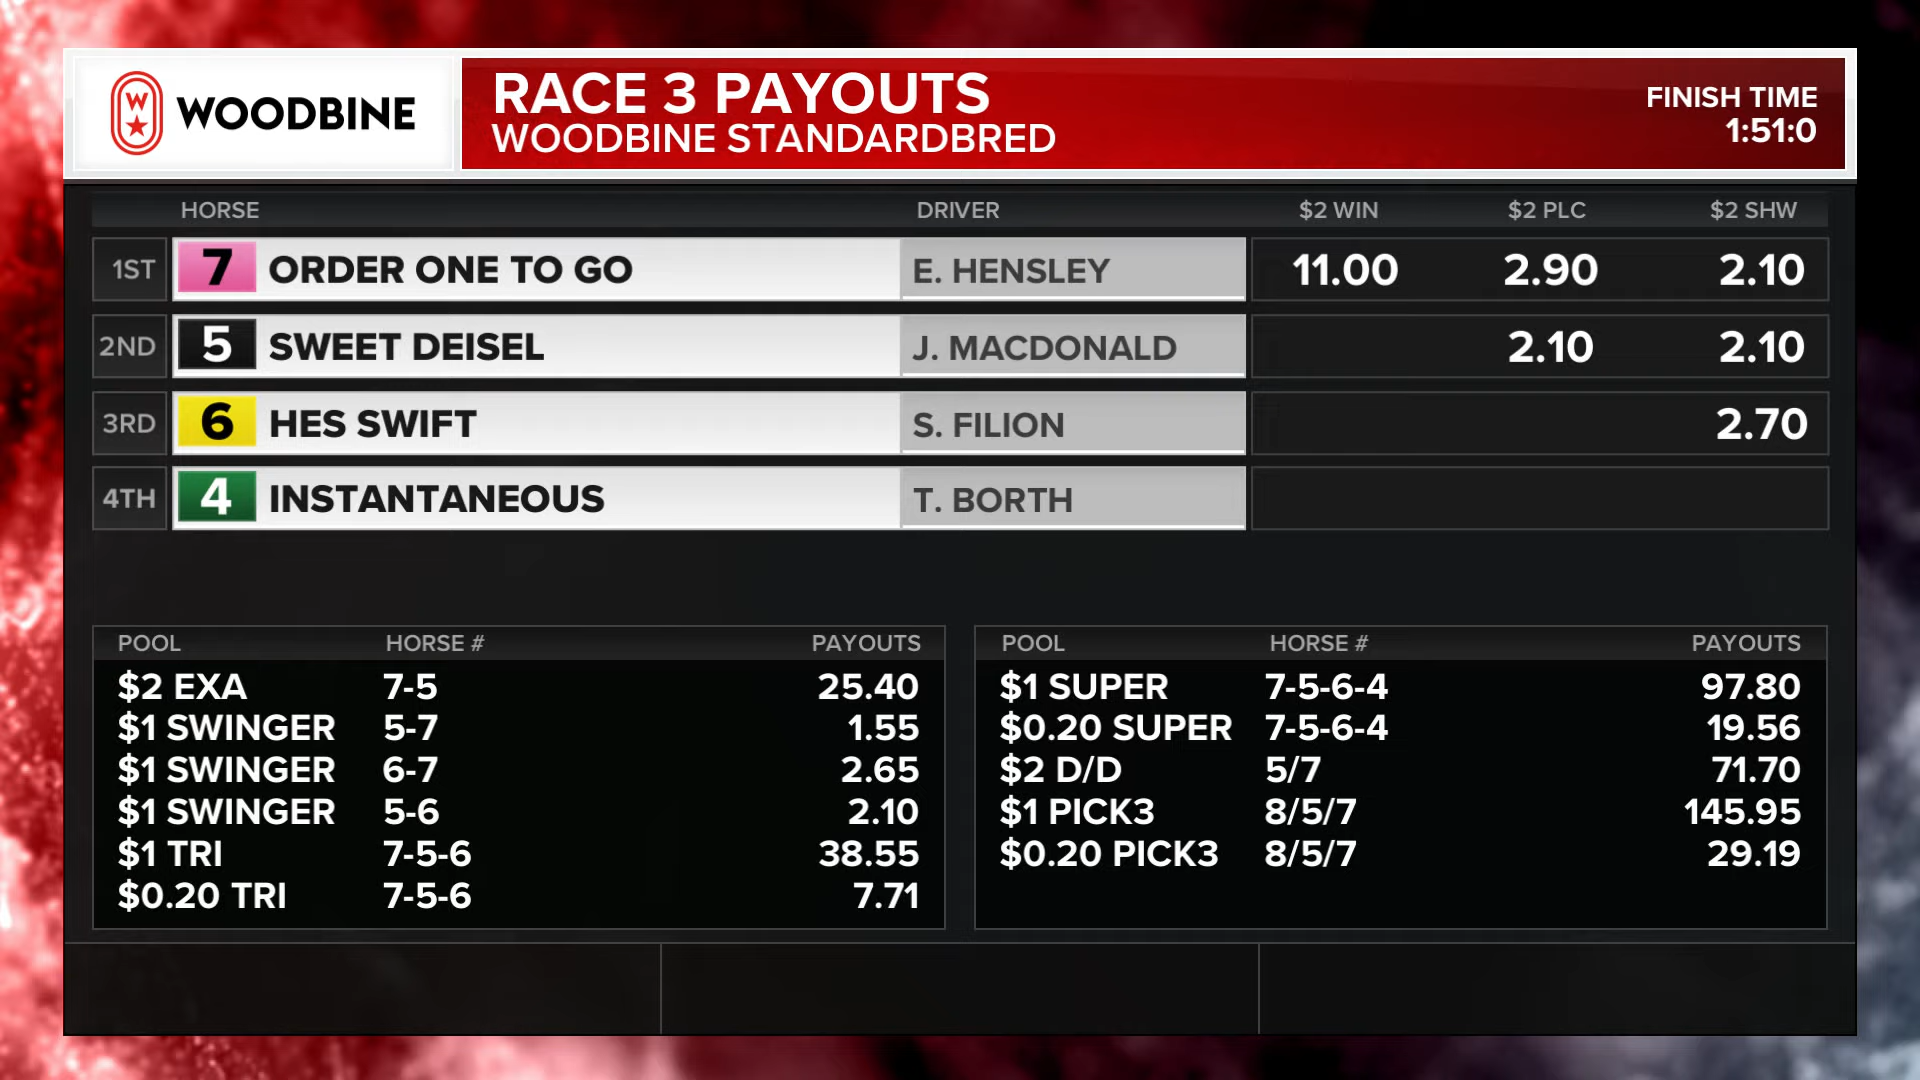 WOODBINE
RACE 3 PAYOUTS
WOODBINE STANDARDBRED
FINISH TIME
1:51:0
HORSE DRIVER $2 WIN $2 PLC $2 SHW
1ST 7 ORDER ONE TO GO E. HENSLEY 11.00 2.90 2.10
2ND 5 SWEET DEISEL J. MACDONALD 2.10 2.10
3RD 6 HES SWIFT S. FILION 2.70
4TH 4 INSTANTANEOUS T. BORTH
POOL HORSE # PAYOUTS
$2 EXA 7-5 25.40
$1 SWINGER 5-7 1.55
$1 SWINGER 6-7 2.65
$1 SWINGER 5-6 2.10
$1 TRI 7-5-6 38.55
$0.20 TRI 7-5-6 7.71
POOL HORSE # PAYOUTS
$1 SUPER 7-5-6-4 97.80
$0.20 SUPER 7-5-6-4 19.56
$2 D/D 5/7 71.70
$1 PICK3 8/5/7 145.95
$0.20 PICK3 8/5/7 29.19